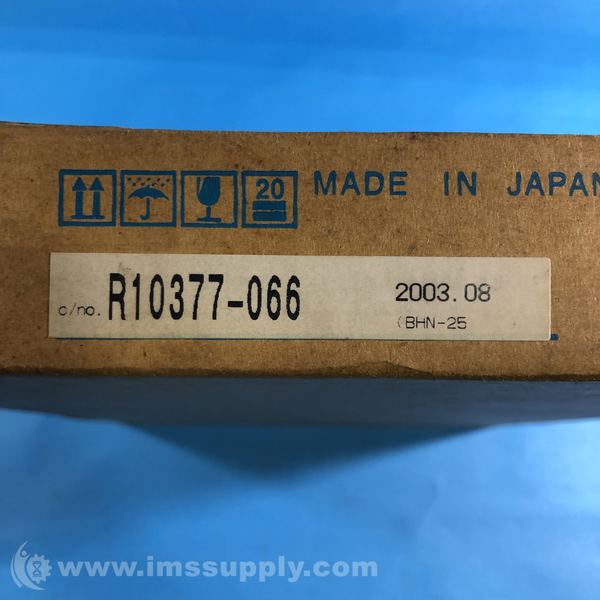 20 MADE IN JAPAN
c/no. R10377-066 2003.08
(BHN-25
www.imssupply.com